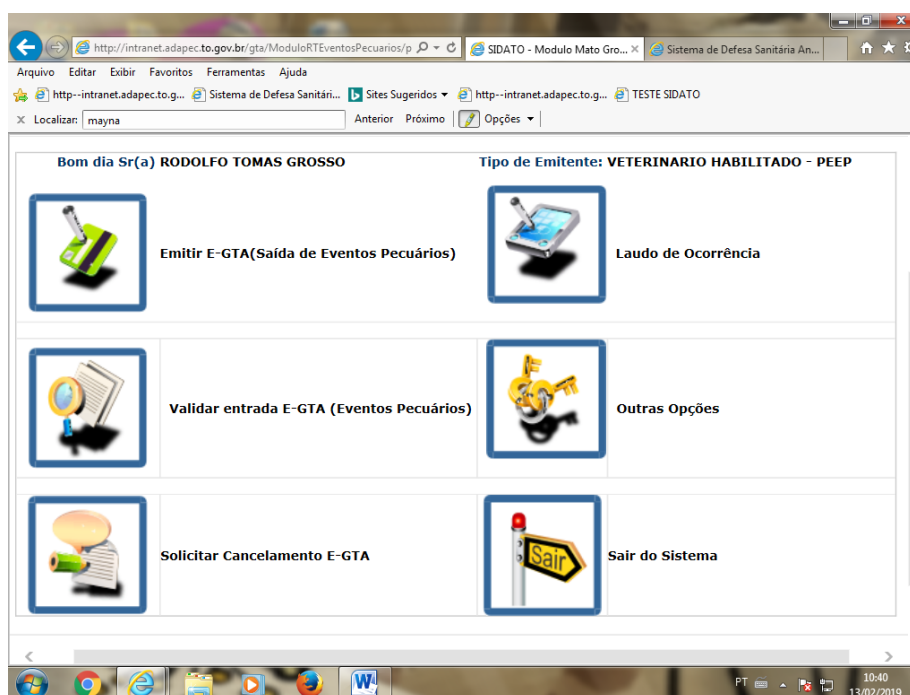 http://intranet.adapec.to.gov.br/gta/ModuloRTEventosPecuarios/p
SIDATO - Modulo Mato Gro...
Sistema de Defesa Sanitária An...
Arquivo Editar Exibir Favoritos Ferramentas Ajuda
http--intranet.adapec.to.g... Sistema de Defesa Sanitári... Sites Sugeridos http--intranet.adapec.to.g... TESTE SIDATO
x Localizar: mayna Anterior Próximo Opções
Bom dia Sr(a) RODOLFO TOMAS GROSSO Tipo de Emitente: VETERINARIO HABILITADO - PEEP
Emitir E-GTA(Saída de Eventos Pecuários) Laudo de Ocorrência
Validar entrada E-GTA (Eventos Pecuários) Outras Opções
Solicitar Cancelamento E-GTA Sair Sair do Sistema
PT 10:40
13/02/2019